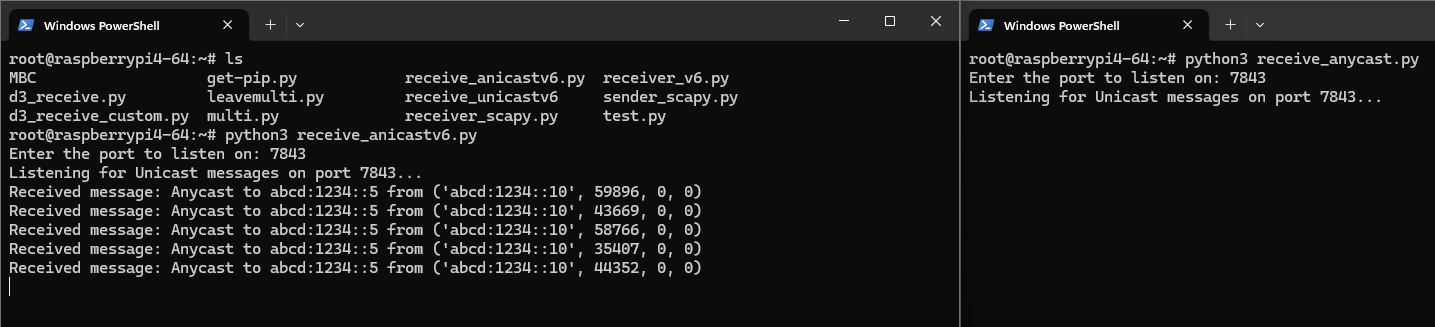 Windows PowerShell
root@raspberrypi4-64:~# ls
MBC                 get-pip.py           receive_anicastv6.py  receiver_v6.py
d3_receive.py       leavemulti.py        receive_unicastv6     sender_scapy.py
d3_receive_custom.py  multi.py             receiver_scapy.py     test.py
root@raspberrypi4-64:~# python3 receive_anicastv6.py
Enter the port to listen on: 7843
Listening for Unicast messages on port 7843...
Received message: Anycast to abcd:1234::5 from ('abcd:1234::10', 59896, 0, 0)
Received message: Anycast to abcd:1234::5 from ('abcd:1234::10', 43669, 0, 0)
Received message: Anycast to abcd:1234::5 from ('abcd:1234::10', 58766, 0, 0)
Received message: Anycast to abcd:1234::5 from ('abcd:1234::10', 35407, 0, 0)
Received message: Anycast to abcd:1234::5 from ('abcd:1234::10', 44352, 0, 0)
Windows PowerShell
root@raspberrypi4-64:~# python3 receive_anycast.py
Enter the port to listen on: 7843
Listening for Unicast messages on port 7843...